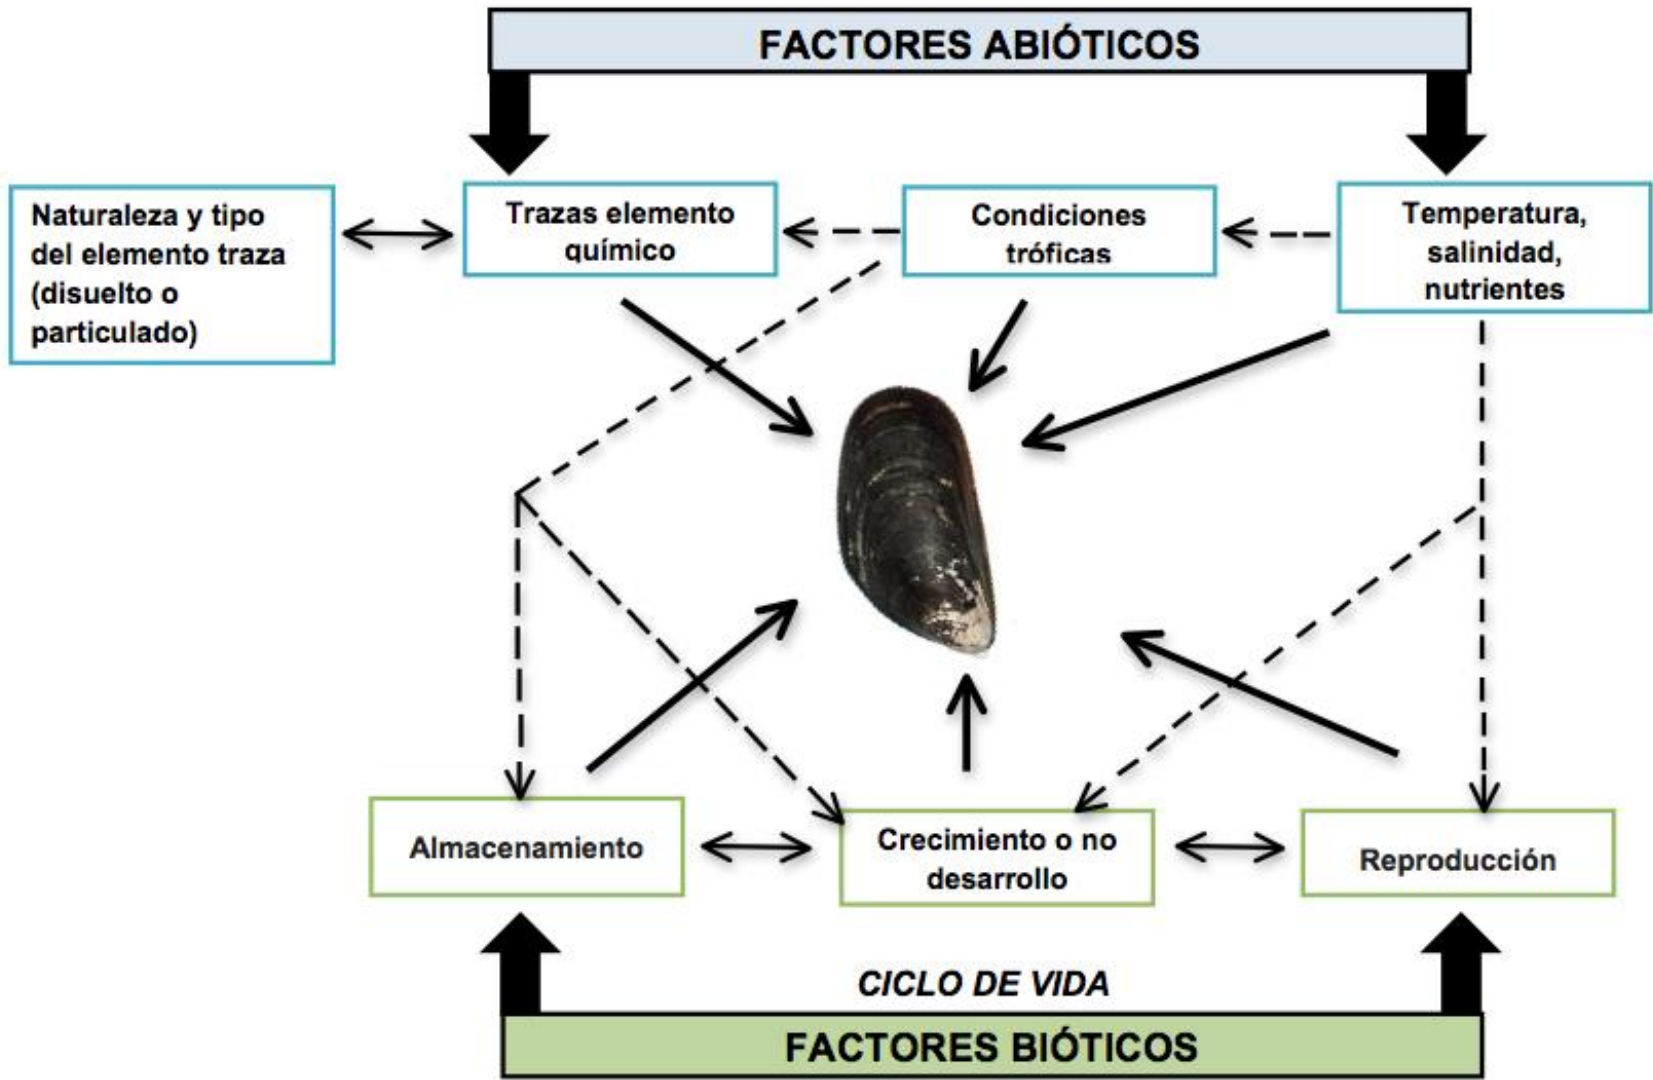 FACTORES ABIÓTICOS
Naturaleza y tipo
del elemento traza
(disuelto o
particulado)
Trazas elemento
químico
Condiciones
tróficas
Temperatura,
salinidad,
nutrientes
Almacenamiento
Crecimiento o no
desarrollo
Reproducción
CICLO DE VIDA
FACTORES BIÓTICOS